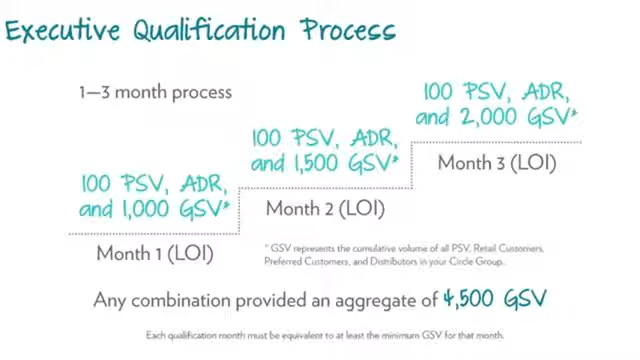 Executive Qualification Process
1—3 month process
100 PSV, ADR,
and 1,000 GSV*
Month 1 (LOI)
100 PSV, ADR,
and 1,500 GSV*
Month 2 (LOI)
100 PSV, ADR,
and 2,000 GSV*
Month 3 (LOI)
* GSV represents the cumulative volume of all PSV, Retail Customers,
Preferred Customers, and Distributors in your Circle Group.
Any combination provided an aggregate of 4,500 GSV
Each qualification month must be equivalent to at least the minimum GSV for that month.